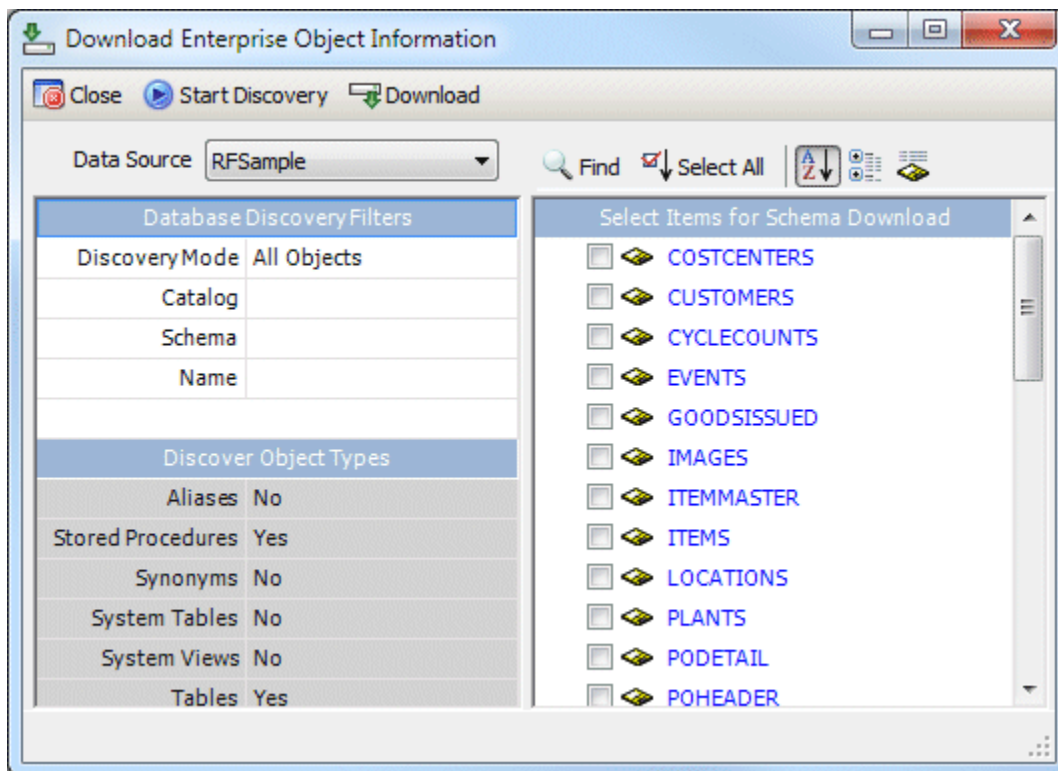 Download Enterprise Object Information
Close Start Discovery Download
Data Source RFSample
Find Select All
Database Discovery Filters
Discovery Mode All Objects
Catalog
Schema
Name
Discover Object Types
Aliases No
Stored Procedures Yes
Synonyms No
System Tables No
System Views No
Tables Yes
Select Items for Schema Download
COSTCENTERS
CUSTOMERS
CYCLECOUNTS
EVENTS
GOODSISSUED
IMAGES
ITEMMASTER
ITEMS
LOCATIONS
PLANTS
PODETAIL
POHEADER